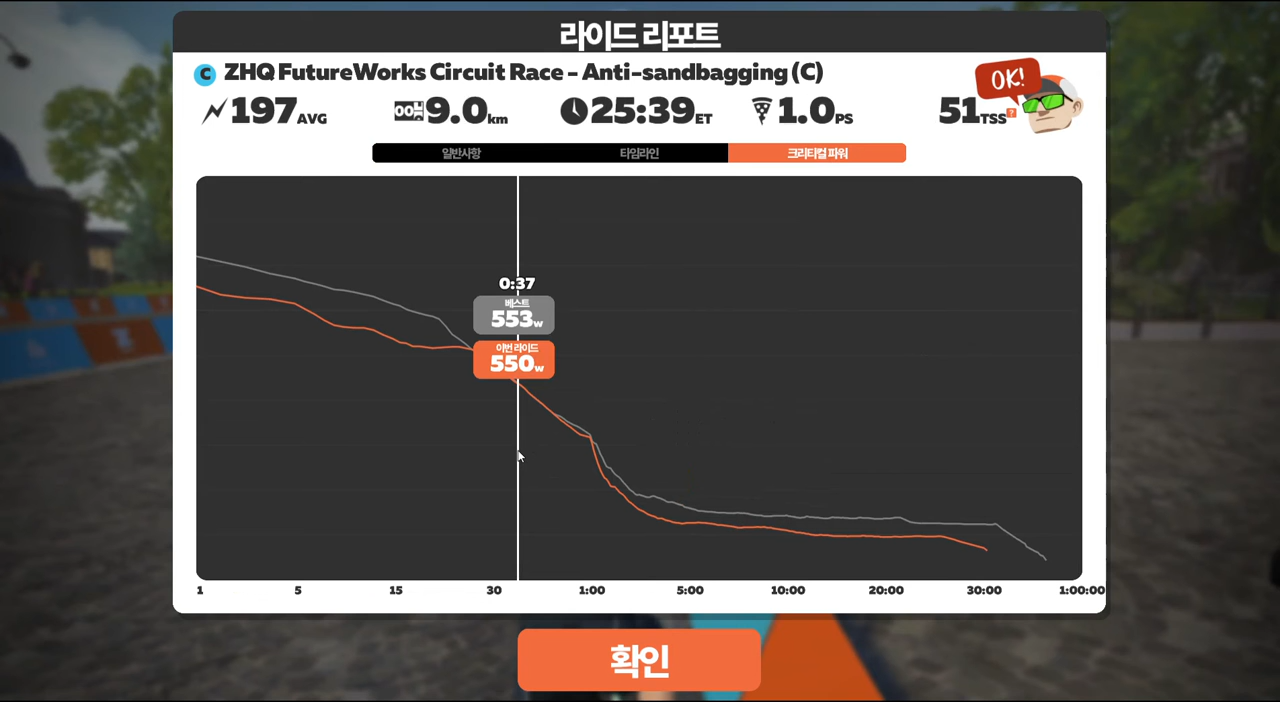 라이드 리포트
C ZHQ FutureWorks Circuit Race - Anti-sandbagging (C)
197AVG 9.0km 25:39ET 1.0PS 51TSS?
OK!
일반사항 타임라인 크리티컬 파워
0:37
베스트
553w
이번 라이드
550w
1 5 15 30 1:00 5:00 10:00 20:00 30:00 1:00:00
확인